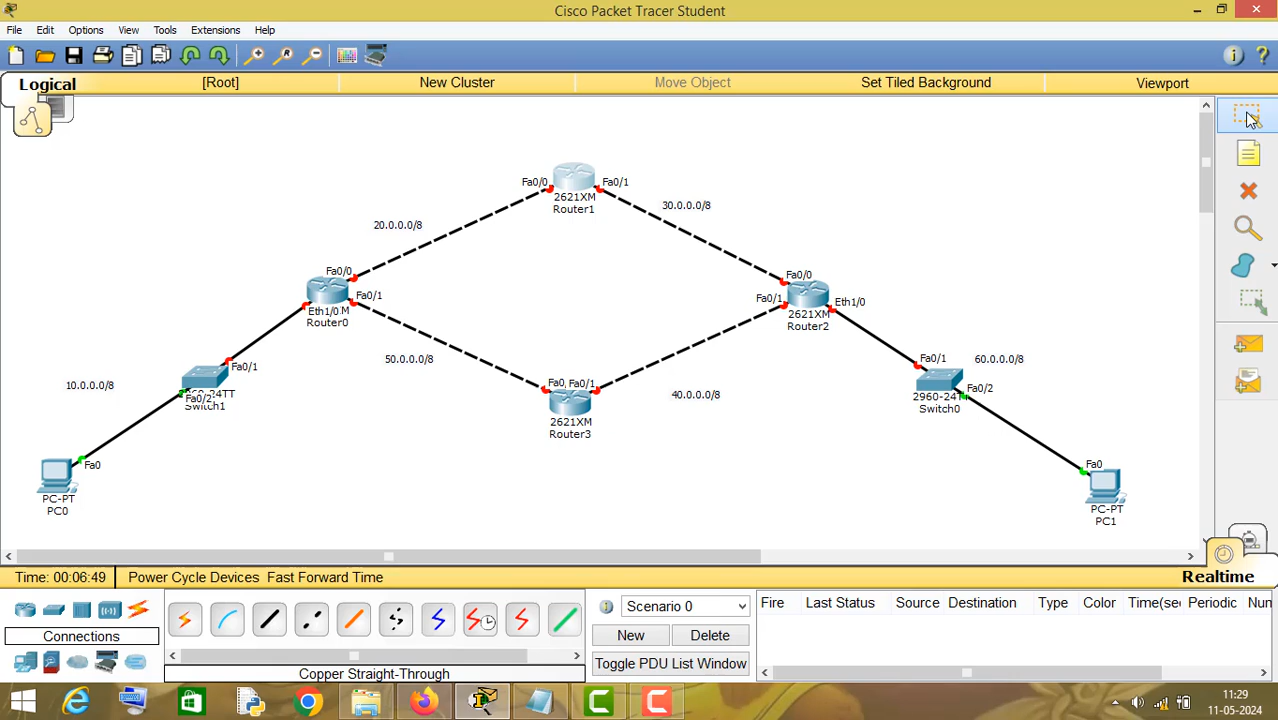 Cisco Packet Tracer Student
File Edit Options View Tools Extensions Help
Logical [Root] New Cluster Move Object Set Tiled Background Viewport
Fa0/0 Fa0/1
2621XM
Router1
20.0.0.0/8
30.0.0.0/8
Fa0/0
Fa0/1
Eth1/0
Router0
Fa0/0
Fa0/1 Eth1/0
2621XM
Router2
50.0.0.0/8
Fa0/1
2621XM
Router3
40.0.0.0/8
10.0.0.0/8
Fa0/1
Fa0/2
Switch1
Fa0/1
60.0.0.0/8
Fa0/2
Switch0
Fa0
PC-PT
PC0
Fa0
PC-PT
PC1
Time: 00:06:49 Power Cycle Devices Fast Forward Time
Realtime
Connections
Copper Straight-Through
Scenario 0
New Delete
Toggle PDU List Window
Fire Last Status Source Destination Type Color Time(sec Periodic Num
11:29
11-05-2024